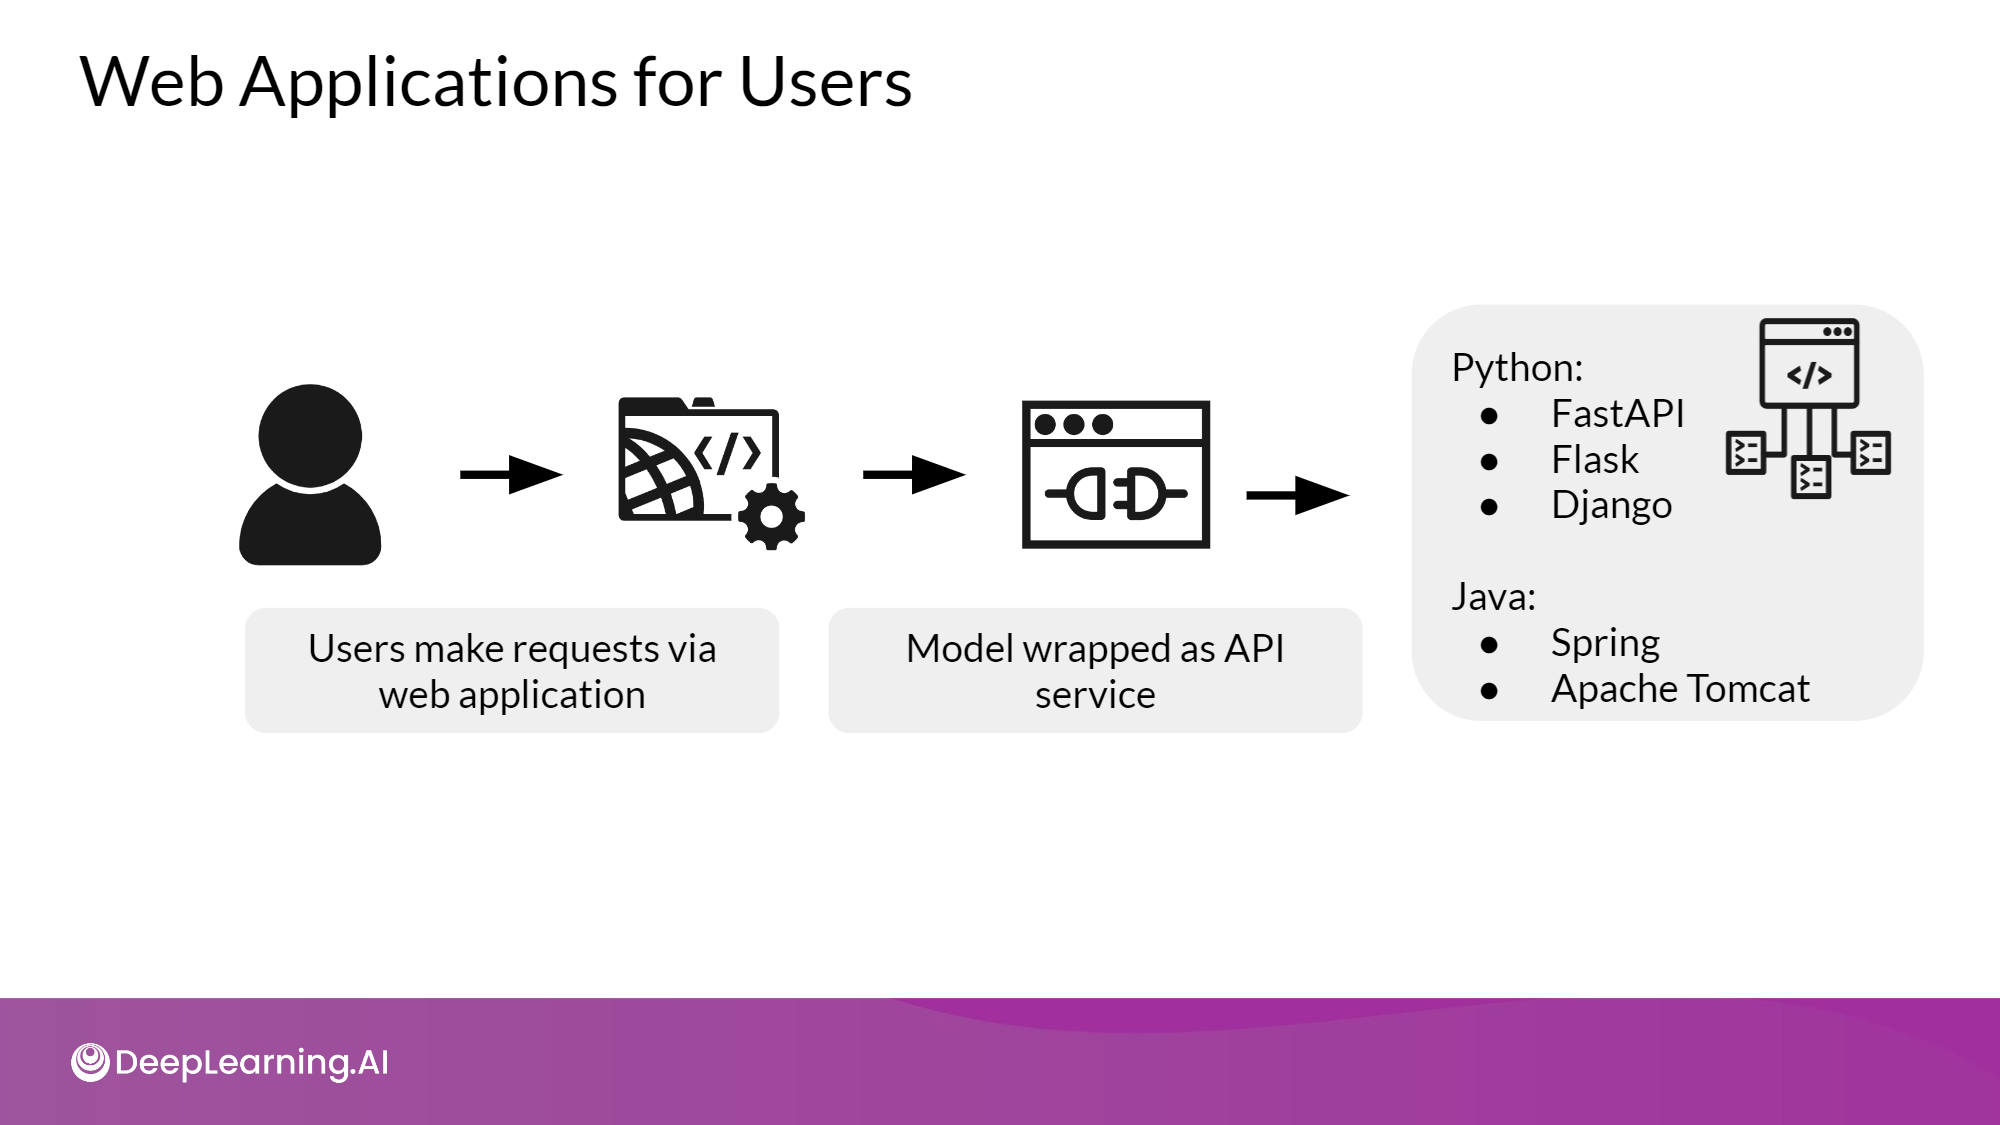 Web Applications for Users
Users make requests via
web application
Model wrapped as API
service
Python:
● FastAPI
● Flask
● Django
Java:
● Spring
● Apache Tomcat
</>
</>
DeepLearning.AI